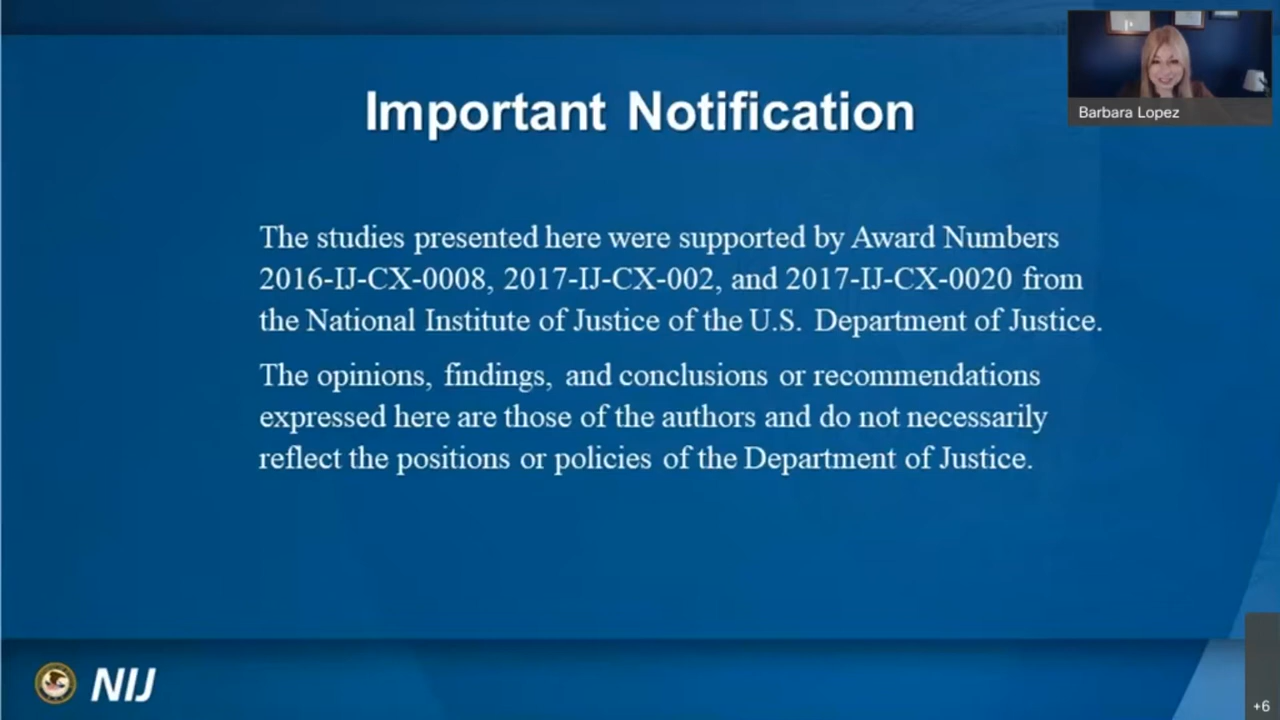 Important Notification
Barbara Lopez
The studies presented here were supported by Award Numbers
2016-IJ-CX-0008, 2017-IJ-CX-002, and 2017-IJ-CX-0020 from
the National Institute of Justice of the U.S. Department of Justice.
The opinions, findings, and conclusions or recommendations
expressed here are those of the authors and do not necessarily
reflect the positions or policies of the Department of Justice.
NIJ
+6